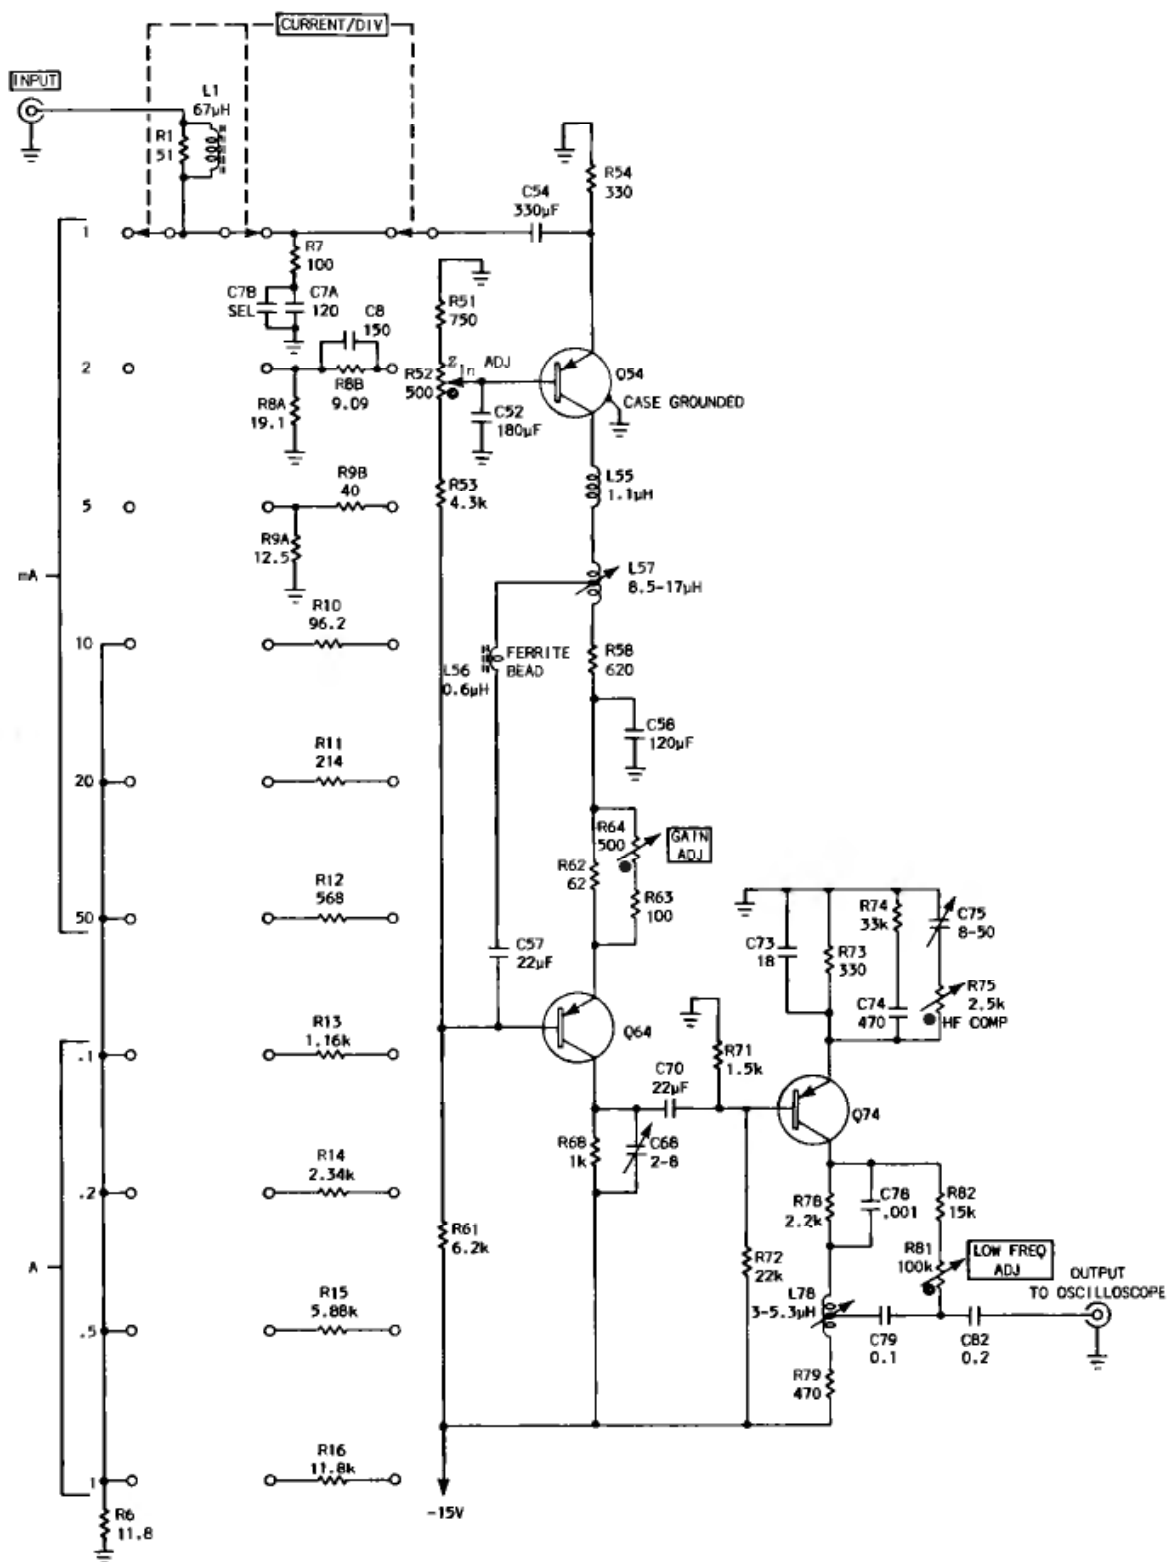 CURRENT/DIV
INPUT
L1
67µH
R1
51
R54
330
C54
330µF
1
R7
100
C7B
SEL
C7A
120
C8
150
R51
750
2
R8B
9.09
R8A
19.1
R52
500
Z In ADJ
C52
180µF
Q54
CASE GROUNDED
R9B
40
5
R9A
12.5
R53
4.3k
L55
1.1µH
L57
8.5-17µH
mA
R10
96.2
10
L56
0.6µH
FERRITE
BEAD
R58
620
C58
120µF
R11
214
20
R64
500
GAIN
ADJ
R62
62
R63
100
R12
568
50
C57
22µF
R74
33k
C75
8-50
C73
18
R73
330
C74
470
R75
2.5k
HF COMP
R13
1.16k
.1
Q64
R71
1.5k
C70
22µF
Q74
R14
2.34k
.2
R68
1k
C68
2-8
R78
2.2k
C78
.001
R82
15k
A
R61
6.2k
R72
22k
R81
100k
LOW FREQ
ADJ
OUTPUT
TO OSCILLOSCOPE
R15
5.88k
.5
L78
3-5.3µH
C79
0.1
C82
0.2
R79
470
R16
11.8k
1
R6
11.8
-15V